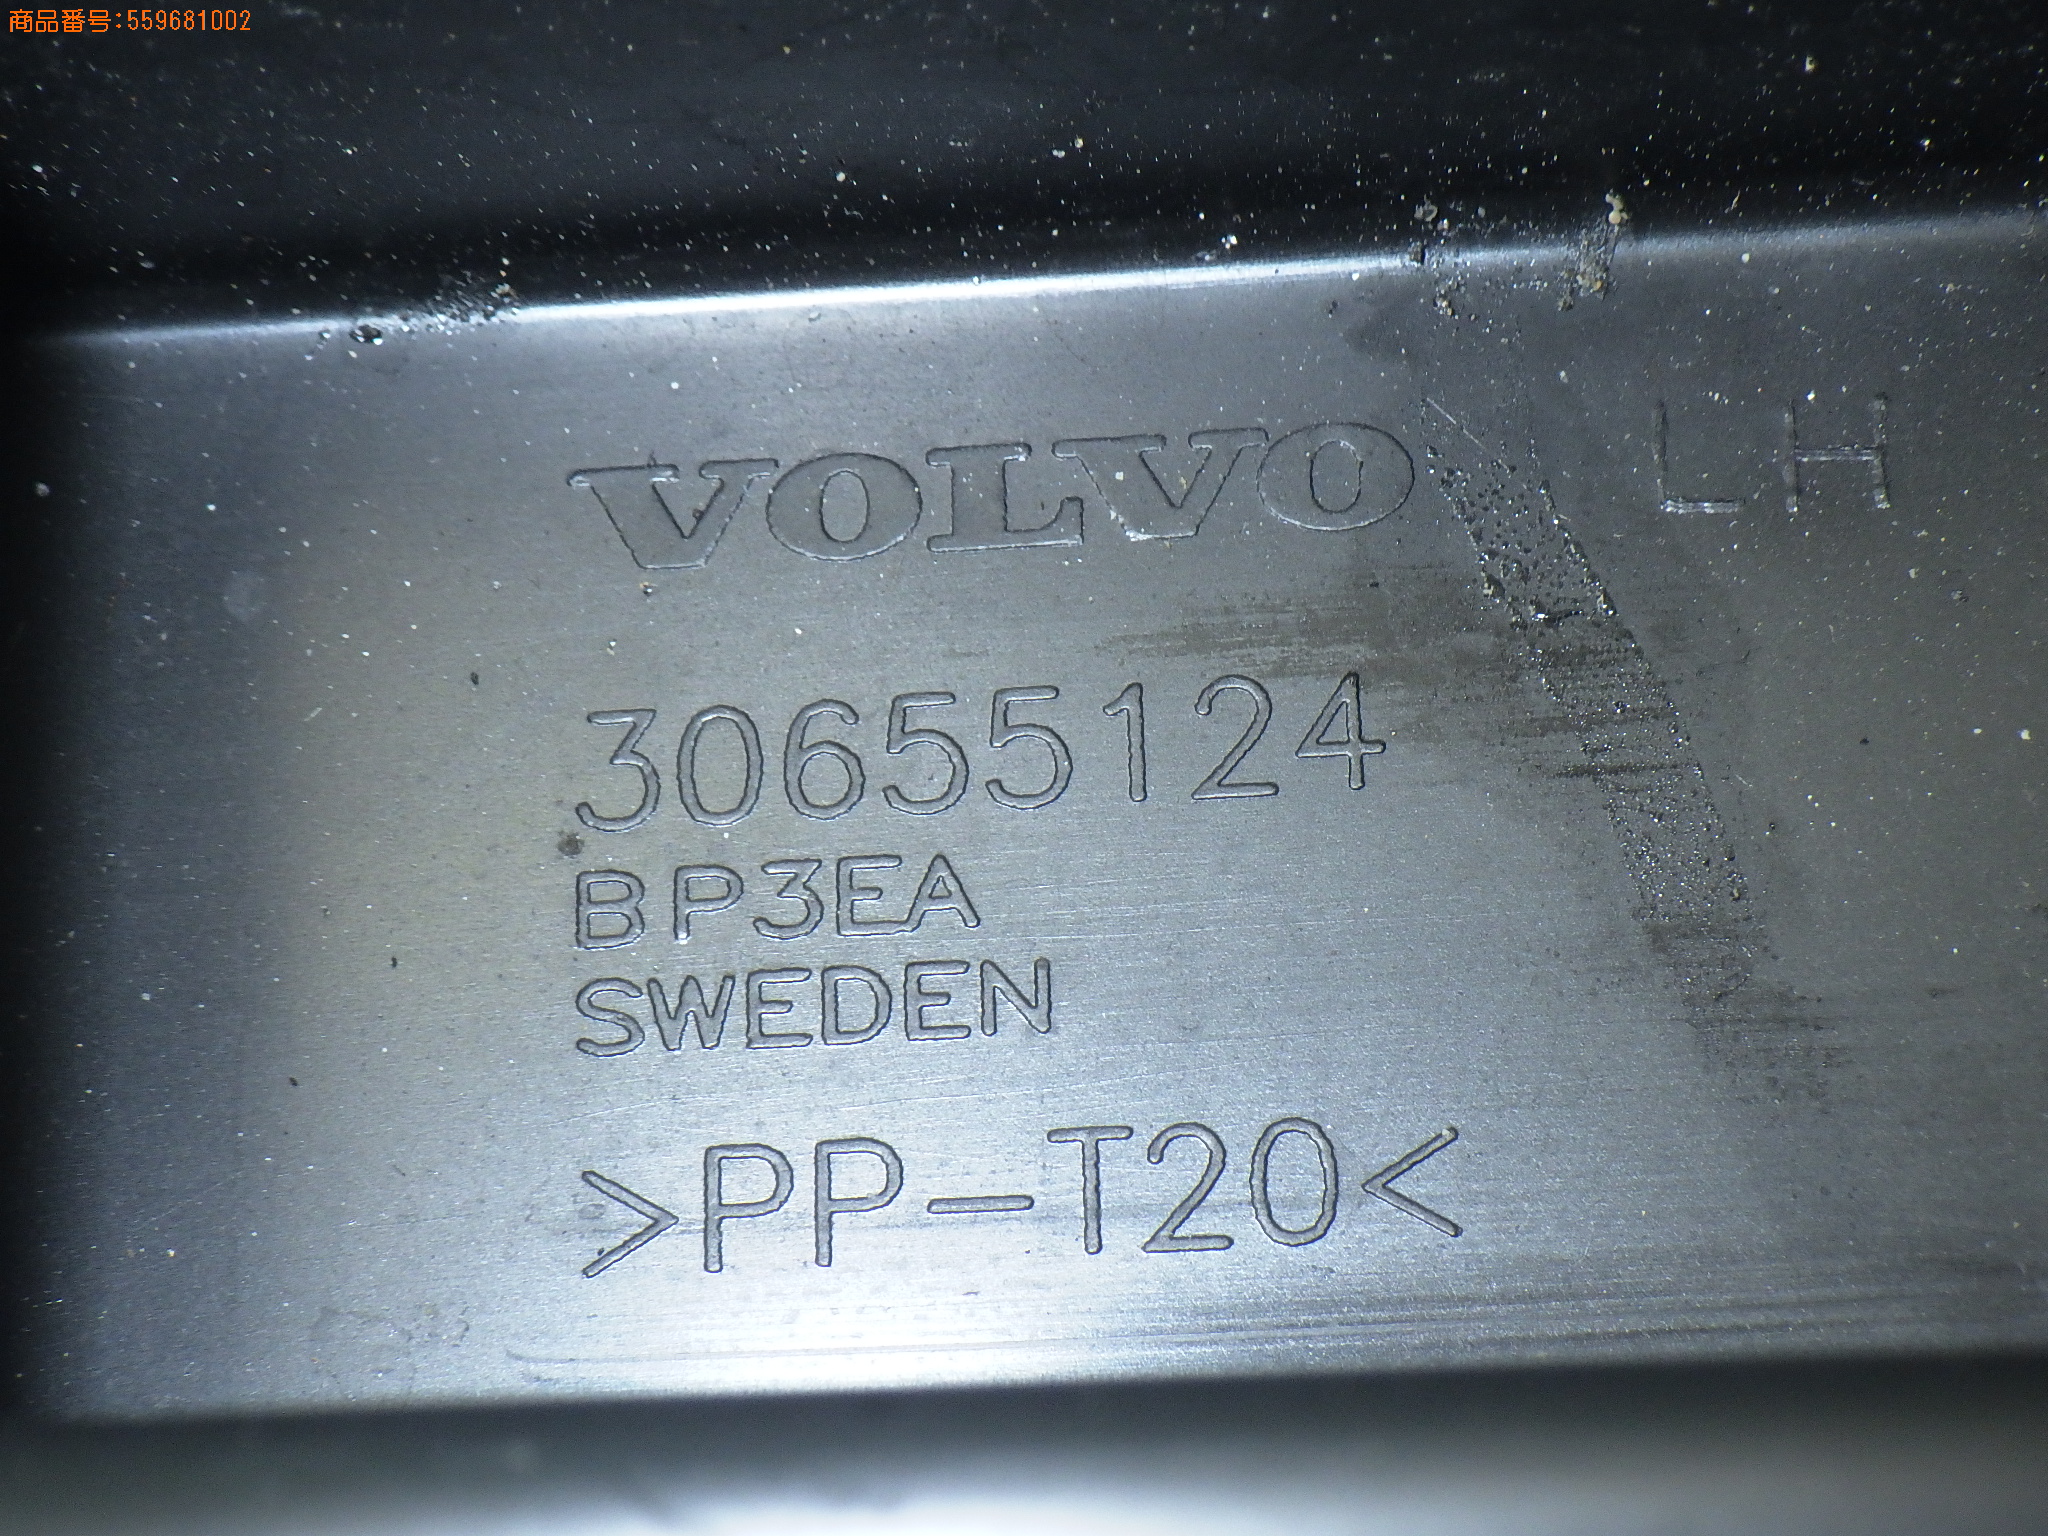 商品番号:559681002
VOLVO LH
30655124
BP3EA
SWEDEN
>PP-T20<